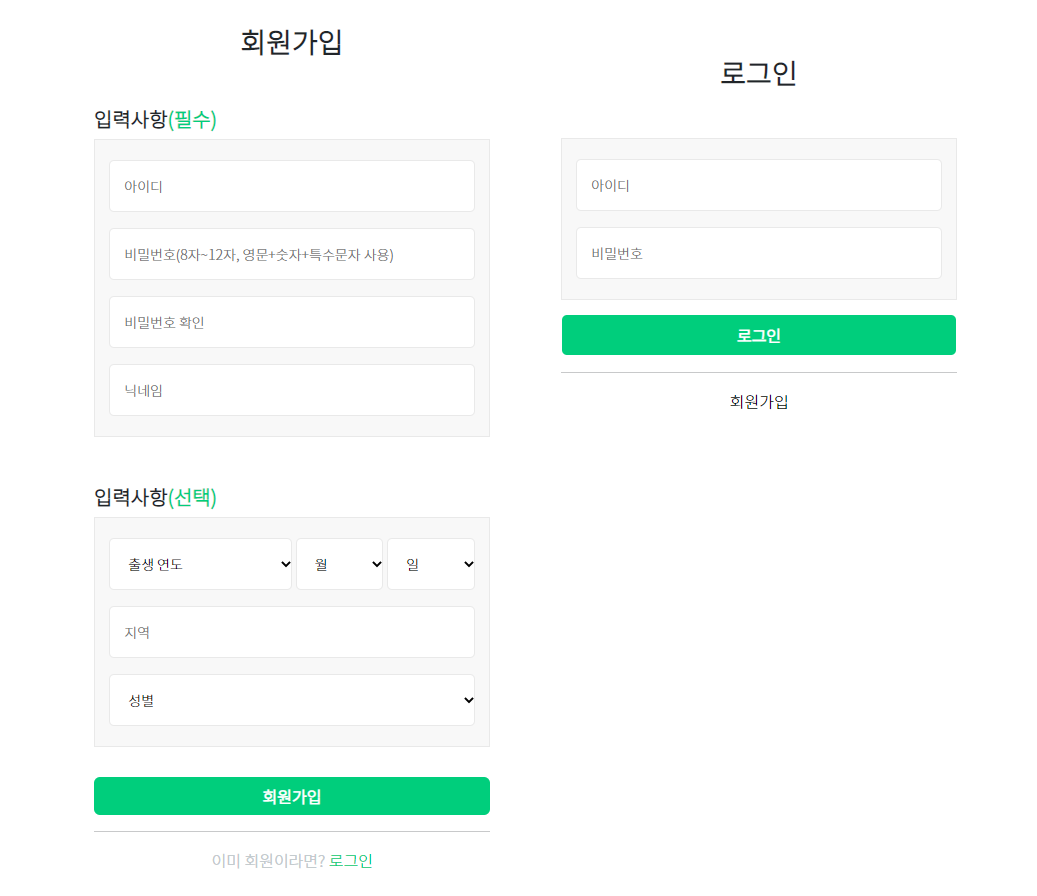 회원가입
입력사항(필수)
아이디
비밀번호(8자~12자, 영문+숫자+특수문자 사용)
비밀번호 확인
닉네임
입력사항(선택)
출생 연도 월 일
지역
성별
회원가입
이미 회원이라면? 로그인
로그인
아이디
비밀번호
로그인
회원가입